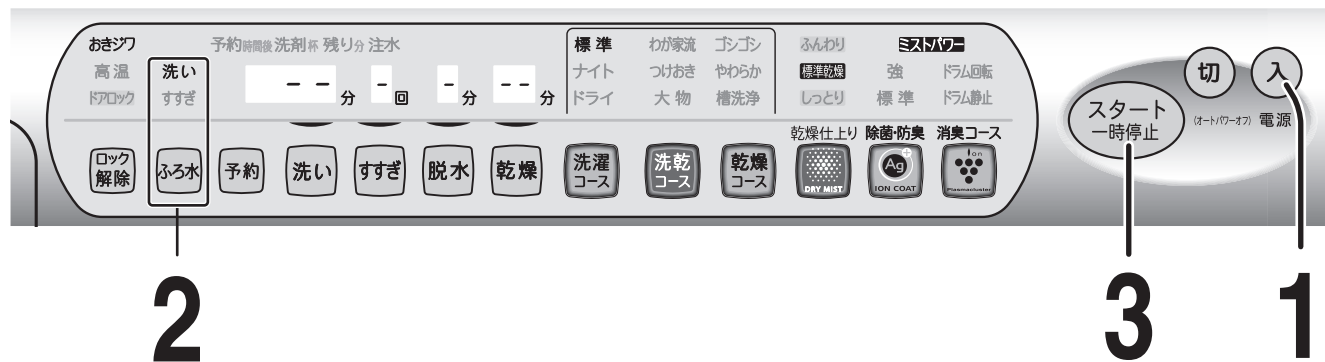 おきジワ 予約時間後 洗剤杯 残り分 注水 標準 わが家流 ゴシゴシ ふんわり ミストパワー
高温 洗い ナイト つけおき やわらか 標準乾燥 強 ドラム回転
ドアロック すすぎ -- 分 - 回 - 分 -- 分 ドライ 大物 槽洗浄 しっとり 標準 ドラム静止
乾燥仕上り 除菌・防臭 消臭コース
ロック解除 ふろ水 予約 洗い すすぎ 脱水 乾燥 洗濯コース 洗乾コース 乾燥コース DRY MIST Ag+ ION COAT Ion Plasmacluster
切 入
スタート 一時停止 (オートパワーオフ) 電源
2 3 1